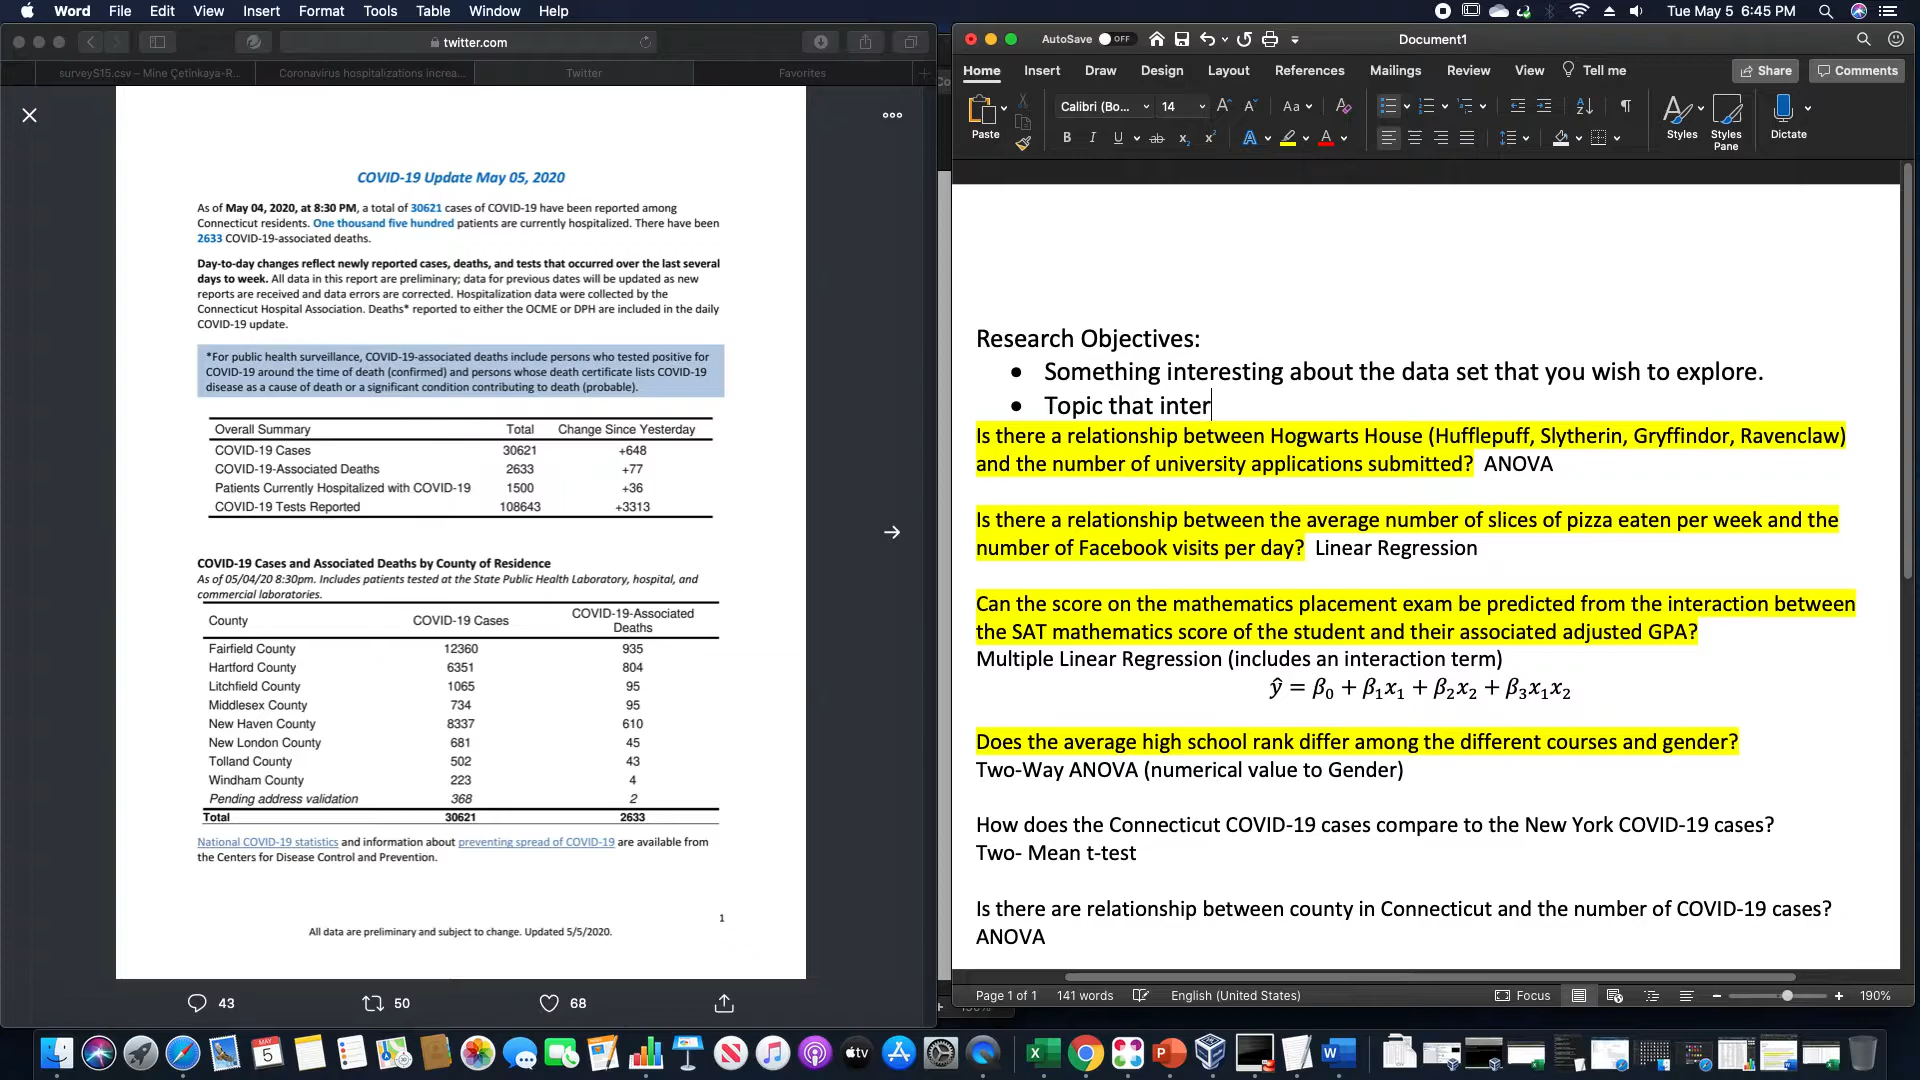 Word File Edit View Insert Format Tools Table Window Help Tue May 5 6:45 PM
twitter.com
surveyS15.csv – Mine Çetinkaya-R... Coronavirus hospitalizations increa... Twitter Favorites
COVID-19 Update May 05, 2020
As of May 04, 2020, at 8:30 PM, a total of 30621 cases of COVID-19 have been reported among
Connecticut residents. One thousand five hundred patients are currently hospitalized. There have been
2633 COVID-19-associated deaths.
Day-to-day changes reflect newly reported cases, deaths, and tests that occurred over the last several
days to week. All data in this report are preliminary; data for previous dates will be updated as new
reports are received and data errors are corrected. Hospitalization data were collected by the
Connecticut Hospital Association. Deaths* reported to either the OCME or DPH are included in the daily
COVID-19 update.
*For public health surveillance, COVID-19-associated deaths include persons who tested positive for
COVID-19 around the time of death (confirmed) and persons whose death certificate lists COVID-19
disease as a cause of death or a significant condition contributing to death (probable).
Overall Summary Total Change Since Yesterday
COVID-19 Cases 30621 +648
COVID-19-Associated Deaths 2633 +77
Patients Currently Hospitalized with COVID-19 1500 +36
COVID-19 Tests Reported 108643 +3313
COVID-19 Cases and Associated Deaths by County of Residence
As of 05/04/20 8:30pm. Includes patients tested at the State Public Health Laboratory, hospital, and
commercial laboratories.
County COVID-19 Cases COVID-19-Associated
Deaths
Fairfield County 12360 935
Hartford County 6351 804
Litchfield County 1065 95
Middlesex County 734 95
New Haven County 8337 610
New London County 681 45
Tolland County 502 43
Windham County 223 4
Pending address validation 368 2
Total 30621 2633
National COVID-19 statistics and information about preventing spread of COVID-19 are available from
the Centers for Disease Control and Prevention.
1
All data are preliminary and subject to change. Updated 5/5/2020.
43 50 68
AutoSave OFF Document1
Home Insert Draw Design Layout References Mailings Review View Tell me Share Comments
Paste Calibri (Bo... 14 Aa Styles Styles Pane Dictate
B I U ab x₂ x² A A
Research Objectives:
• Something interesting about the data set that you wish to explore.
• Topic that inter
Is there a relationship between Hogwarts House (Hufflepuff, Slytherin, Gryffindor, Ravenclaw)
and the number of university applications submitted? ANOVA
Is there a relationship between the average number of slices of pizza eaten per week and the
number of Facebook visits per day? Linear Regression
Can the score on the mathematics placement exam be predicted from the interaction between
the SAT mathematics score of the student and their associated adjusted GPA?
Multiple Linear Regression (includes an interaction term)
ŷ = β₀ + β₁x₁ + β₂x₂ + β₃x₁x₂
Does the average high school rank differ among the different courses and gender?
Two-Way ANOVA (numerical value to Gender)
How does the Connecticut COVID-19 cases compare to the New York COVID-19 cases?
Two- Mean t-test
Is there are relationship between county in Connecticut and the number of COVID-19 cases?
ANOVA
Page 1 of 1 141 words English (United States) Focus 190%
MAY 5 tv